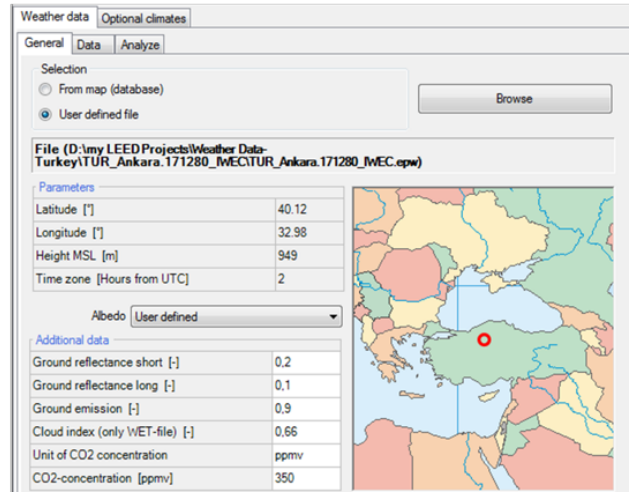 Weather data Optional climates
General Data Analyze
Selection
From map (database)
User defined file
Browse
File (D:\my LEED Projects\Weather Data-
Turkey\TUR_Ankara.171280_IWEC\TUR_Ankara.171280_IWEC.epw)
Parameters
Latitude [°] 40.12
Longitude [°] 32.98
Height MSL [m] 949
Time zone [Hours from UTC] 2
Albedo User defined
Additional data
Ground reflectance short [-] 0,2
Ground reflectance long [-] 0,1
Ground emission [-] 0,9
Cloud index (only WET-file) [-] 0,66
Unit of CO2 concentration ppmv
CO2-concentration [ppmv] 350